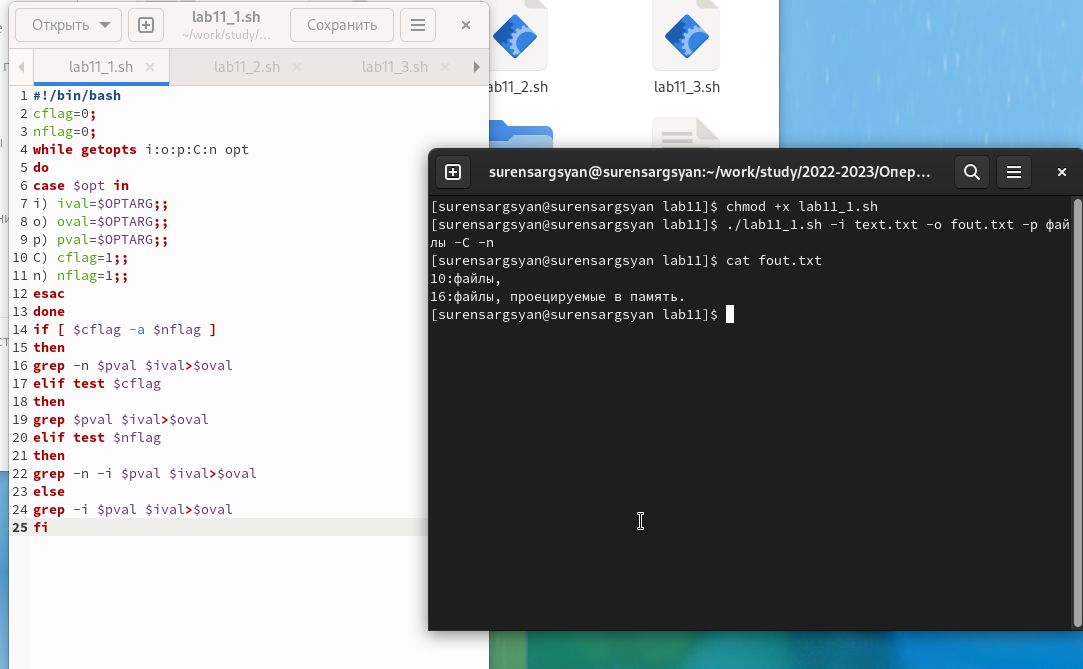 Открыть
lab11_1.sh
~/work/study/...
Сохранить
lab11_1.sh
lab11_2.sh
lab11_3.sh
1 #!/bin/bash
2 cflag=0;
3 nflag=0;
4 while getopts i:o:p:C:n opt
5 do
6 case $opt in
7 i) ival=$OPTARG;;
8 o) oval=$OPTARG;;
9 p) pval=$OPTARG;;
10 C) cflag=1;;
11 n) nflag=1;;
12 esac
13 done
14 if [ $cflag -a $nflag ]
15 then
16 grep -n $pval $ival>$oval
17 elif test $cflag
18 then
19 grep $pval $ival>$oval
20 elif test $nflag
21 then
22 grep -n -i $pval $ival>$oval
23 else
24 grep -i $pval $ival>$oval
25 fi
ab11_2.sh
lab11_3.sh
surensargsyan@surensargsyan:~/work/study/2022-2023/Опер...
[surensargsyan@surensargsyan lab11]$ chmod +x lab11_1.sh
[surensargsyan@surensargsyan lab11]$ ./lab11_1.sh -i text.txt -o fout.txt -p фай
лы -C -n
[surensargsyan@surensargsyan lab11]$ cat fout.txt
10:файлы,
16:файлы, проецируемые в память.
[surensargsyan@surensargsyan lab11]$